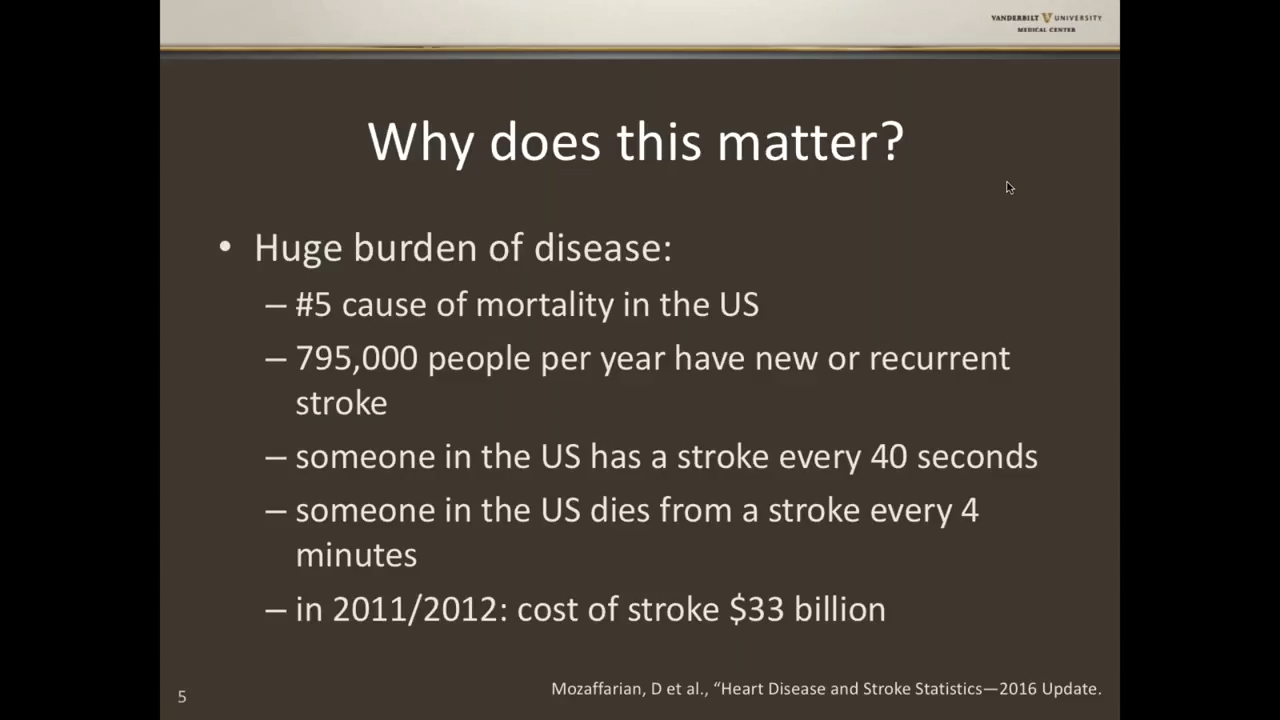 VANDERBILT V UNIVERSITY
MEDICAL CENTER
Why does this matter?
• Huge burden of disease:
– #5 cause of mortality in the US
– 795,000 people per year have new or recurrent
stroke
– someone in the US has a stroke every 40 seconds
– someone in the US dies from a stroke every 4
minutes
– in 2011/2012: cost of stroke $33 billion
Mozaffarian, D et al., “Heart Disease and Stroke Statistics—2016 Update.
5